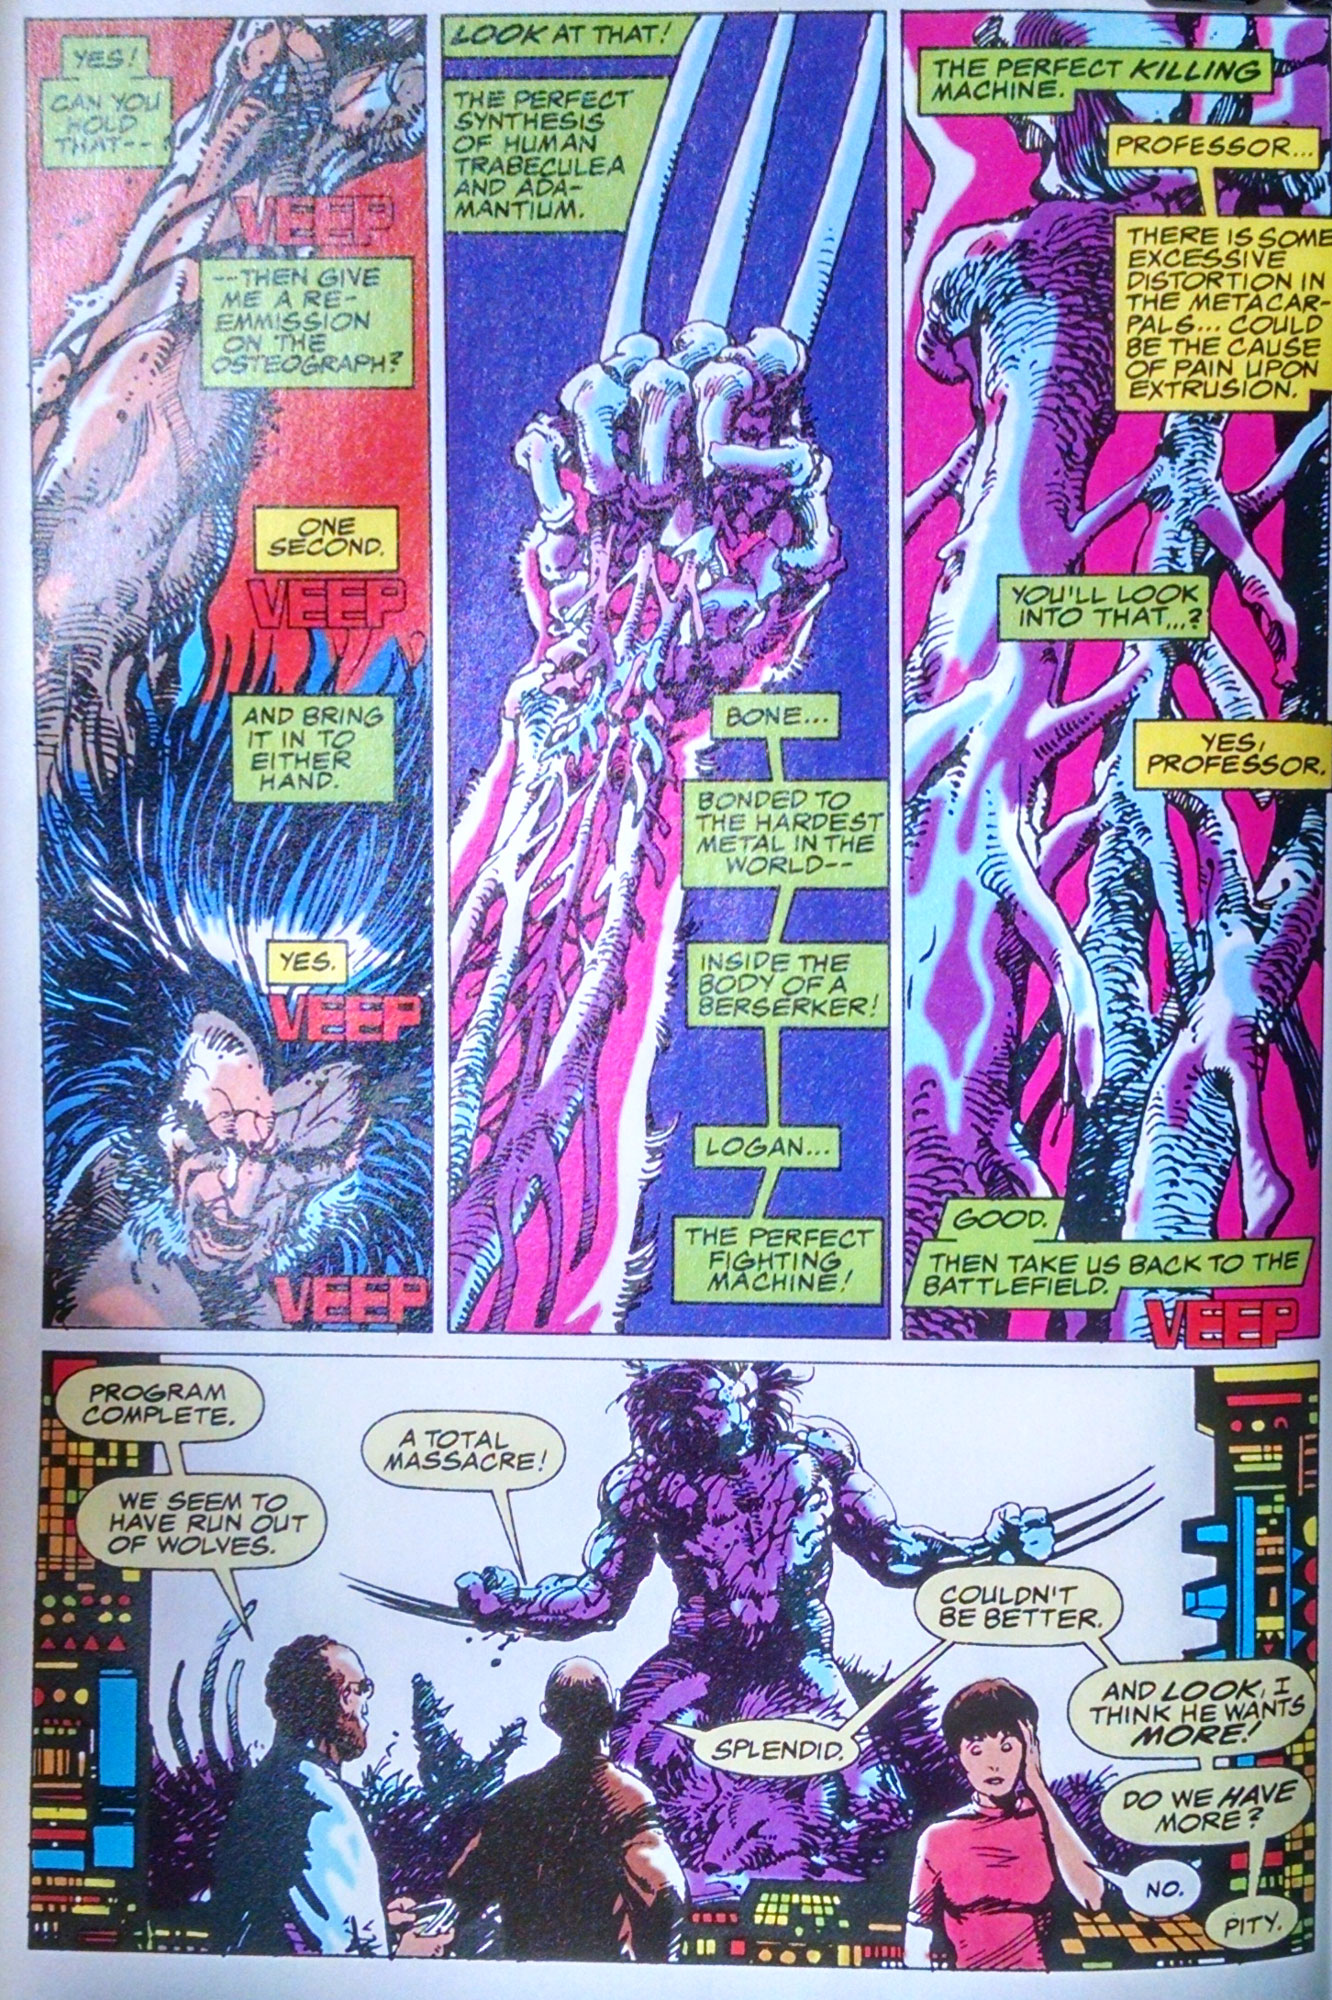 YES!
CAN YOU
HOLD
THAT--?
VEEP
--THEN GIVE
ME A RE-
EMMISSION
ON THE
OSTEOGRAPH?
ONE
SECOND.
VEEP
AND BRING
IT IN TO
EITHER
HAND.
YES.
VEEP
VEEP
LOOK AT THAT!
THE PERFECT
SYNTHESIS
OF HUMAN
TRABECULEA
AND ADA-
MANTIUM.
BONE...
BONDED TO
THE HARDEST
METAL IN THE
WORLD--
INSIDE THE
BODY OF A
BERSERKER!
LOGAN...
THE PERFECT
FIGHTING
MACHINE!
THE PERFECT KILLING
MACHINE.
PROFESSOR...
THERE IS SOME
EXCESSIVE
DISTORTION IN
THE METACAR-
PALS... COULD
BE THE CAUSE
OF PAIN UPON
EXTRUSION.
YOU'LL LOOK
INTO THAT...?
YES,
PROFESSOR.
GOOD.
THEN TAKE US BACK TO THE
BATTLEFIELD.
VEEP
PROGRAM
COMPLETE.
WE SEEM TO
HAVE RUN OUT
OF WOLVES.
A TOTAL
MASSACRE!
SPLENDID.
COULDN'T
BE BETTER.
AND LOOK, I
THINK HE WANTS
MORE!
DO WE HAVE
MORE?
NO.
PITY.